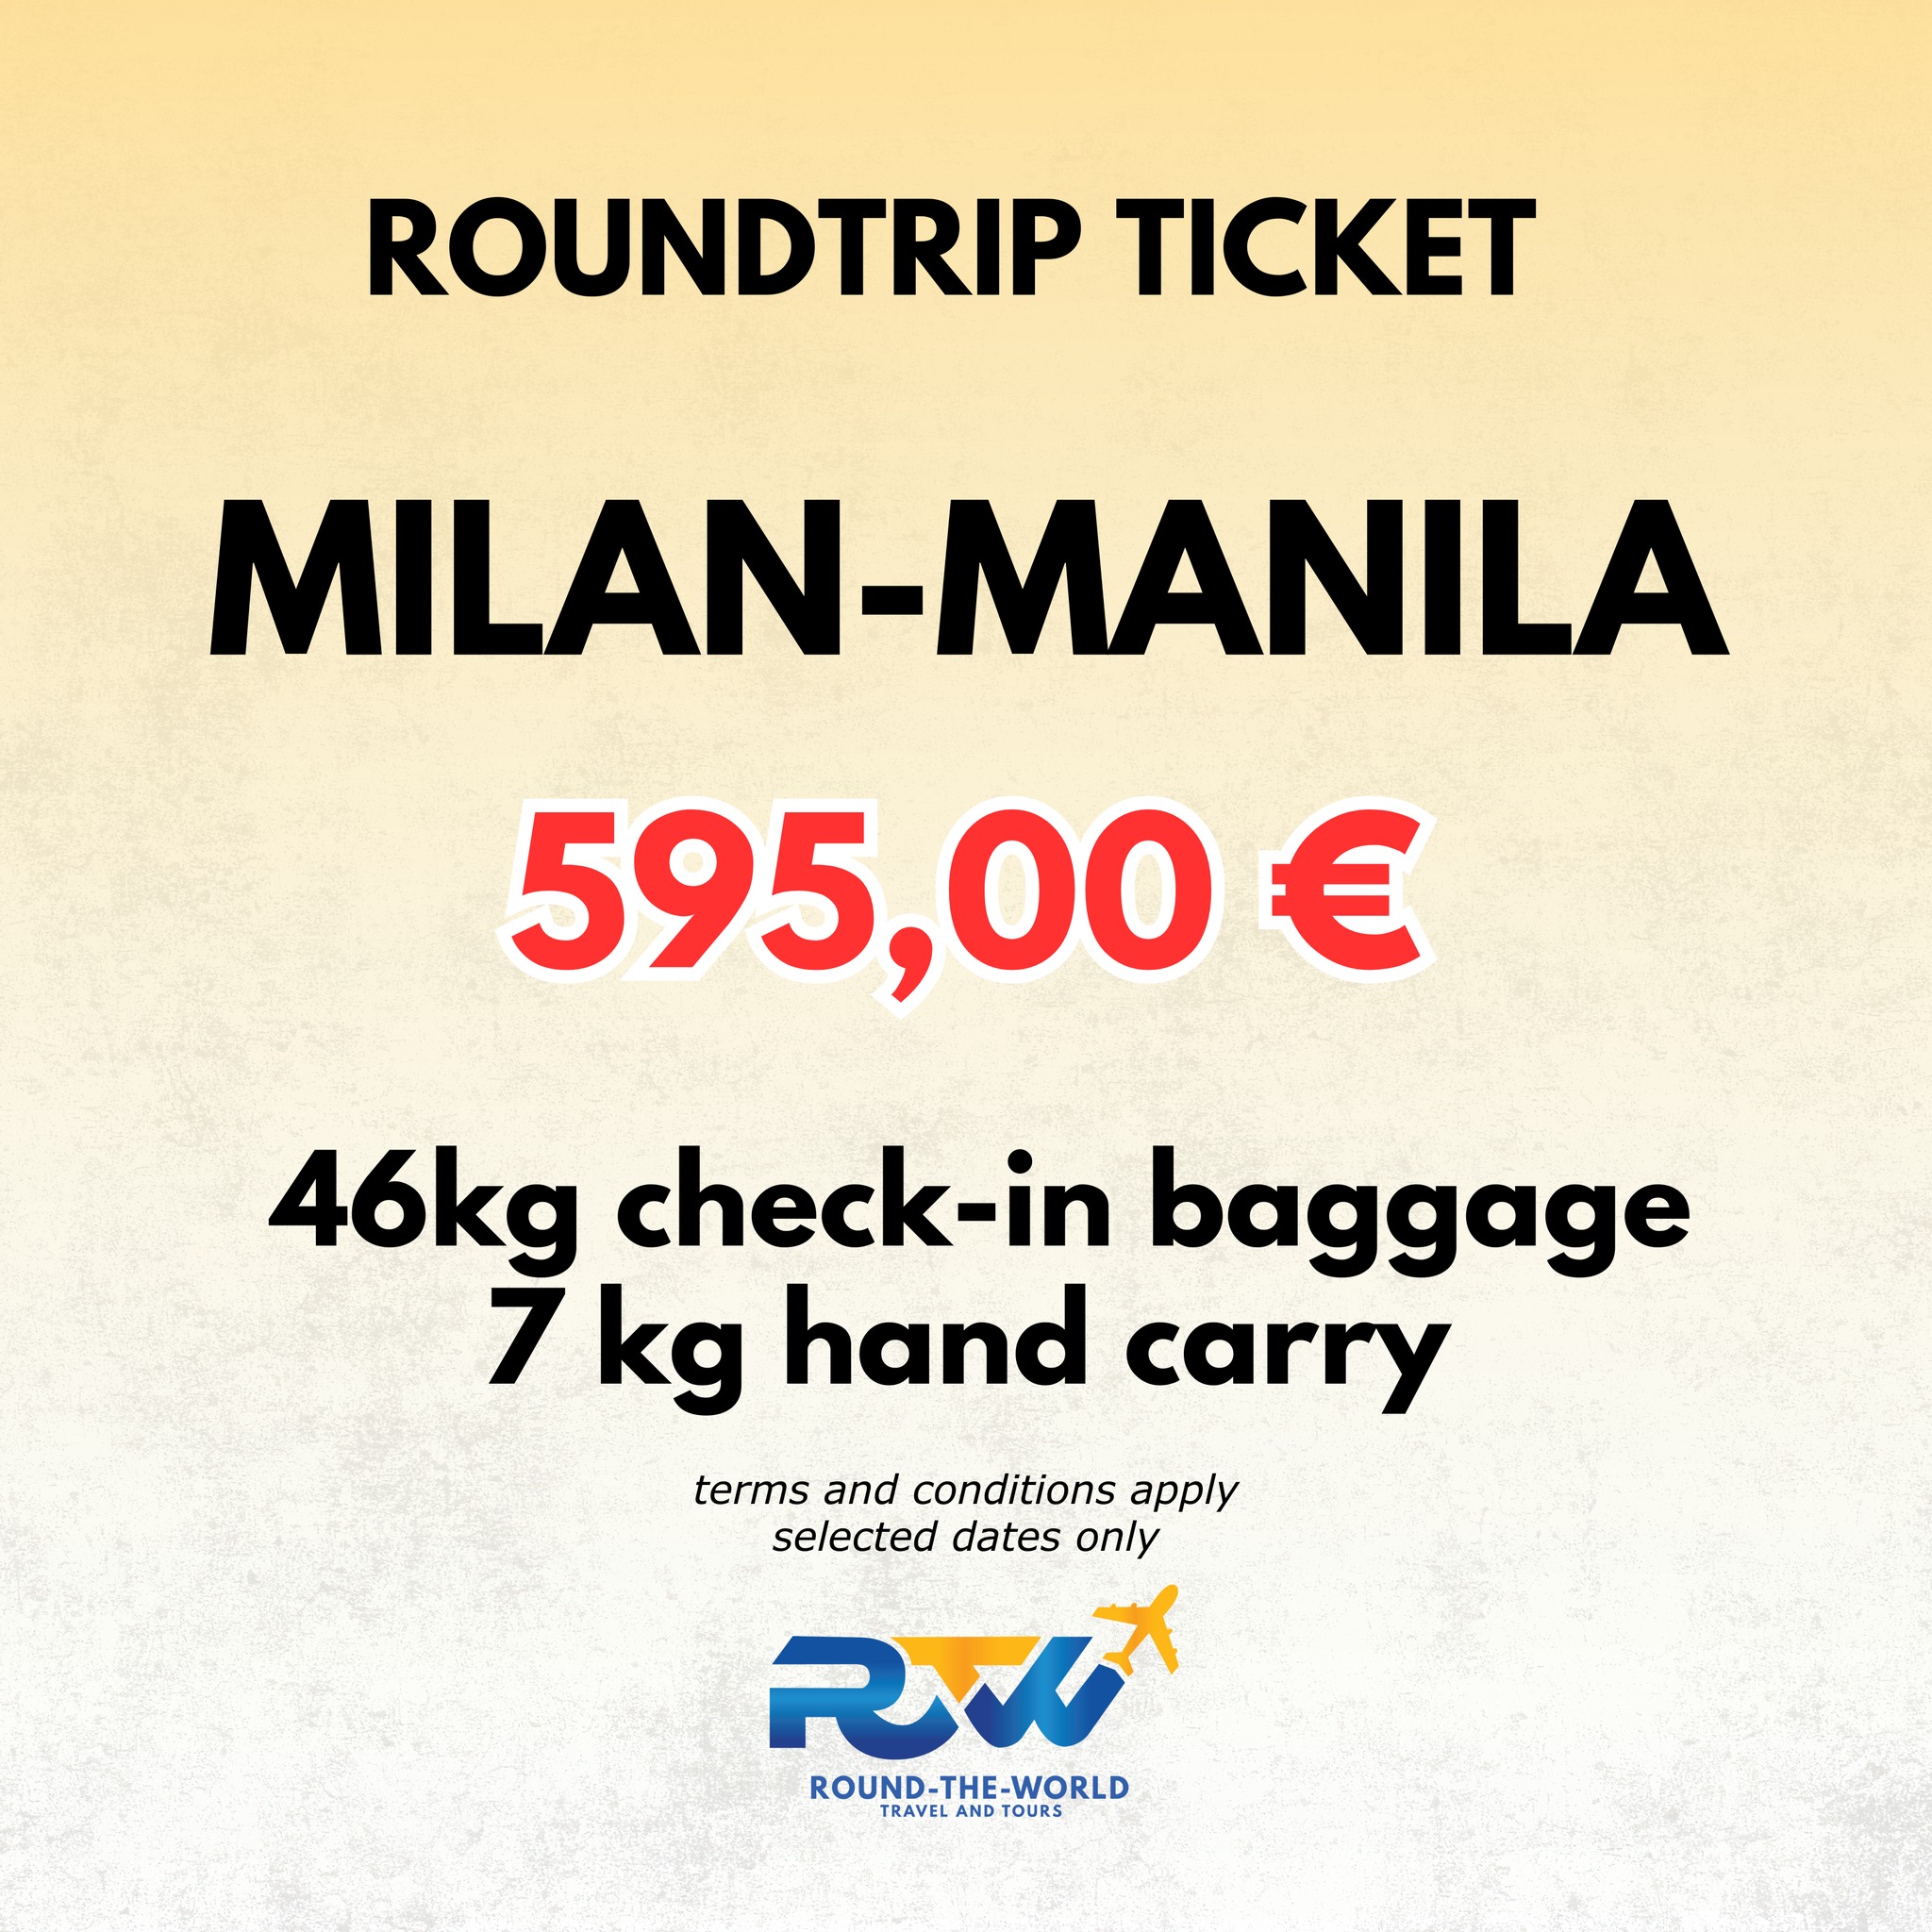 ROUNDTRIP TICKET
MILAN-MANILA
595,00 €
46kg check-in baggage
7 kg hand carry
terms and conditions apply
selected dates only
RTW
ROUND-THE-WORLD
TRAVEL AND TOURS